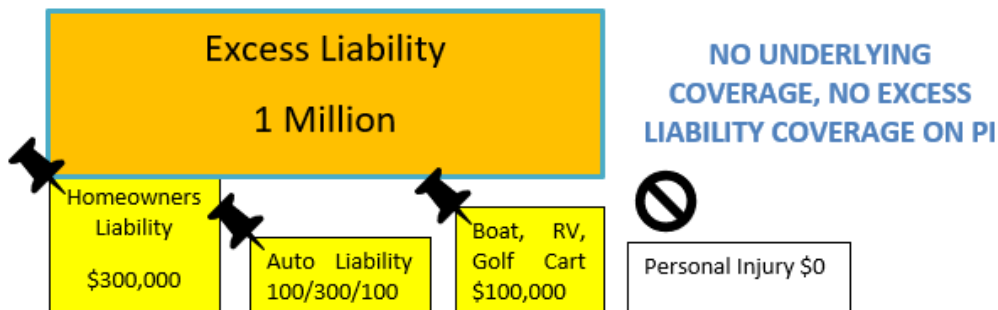 Excess Liability
1 Million
NO UNDERLYING
COVERAGE, NO EXCESS
LIABILITY COVERAGE ON PI
Homeowners
Liability
$300,000
Auto Liability
100/300/100
Boat, RV,
Golf Cart
$100,000
Personal Injury $0